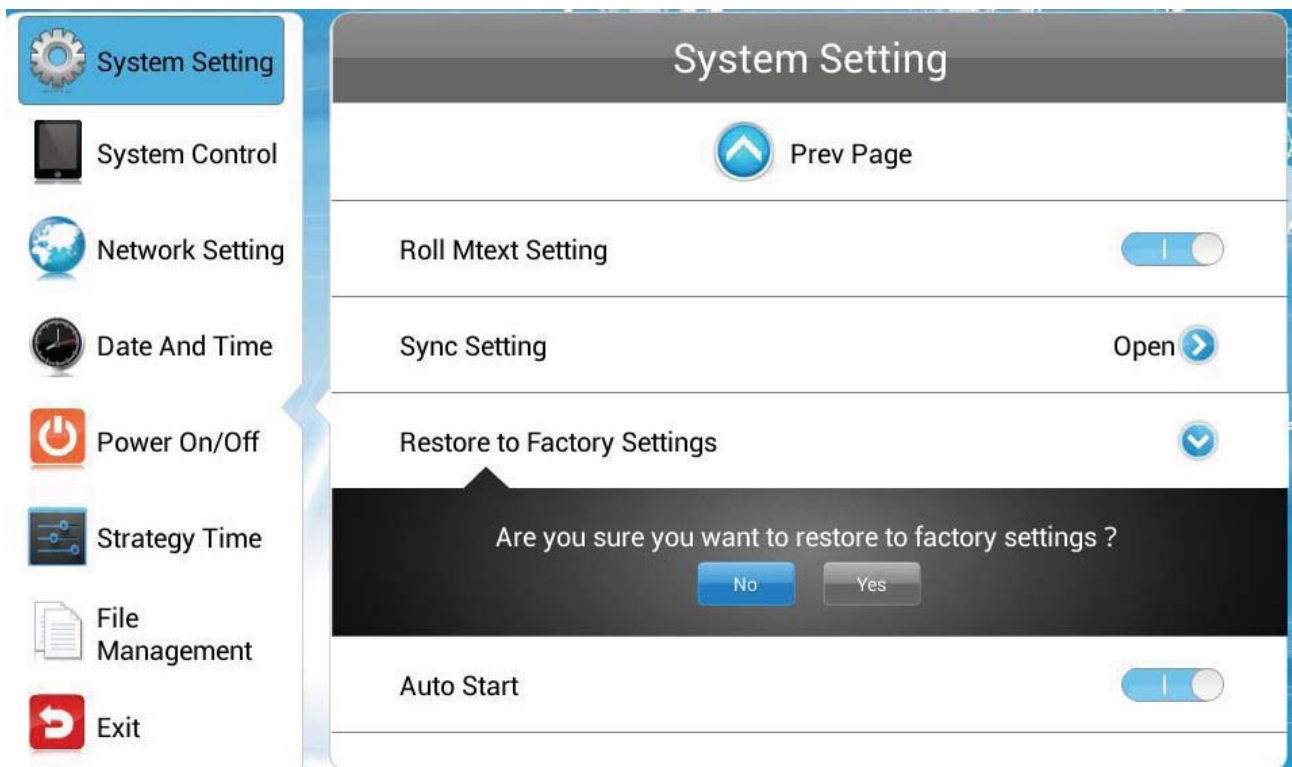 System Setting
System Control
Network Setting
Date And Time
Power On/Off
Strategy Time
File
Management
Exit
System Setting
Prev Page
Roll Mtext Setting
Sync Setting
Open
Restore to Factory Settings
Are you sure you want to restore to factory settings ?
No
Yes
Auto Start